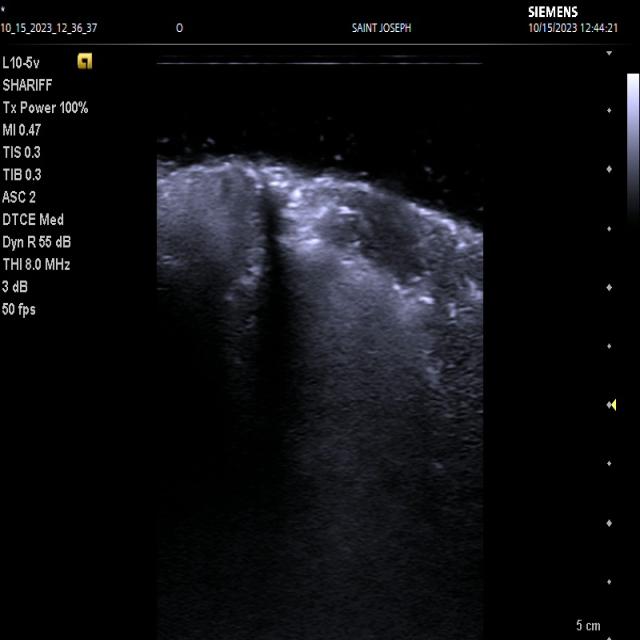 *
SIEMENS
10_15_2023_12_36_37 O SAINT JOSEPH 10/15/2023 12:44:21
L10-5v
SHARIFF
Tx Power 100%
MI 0.47
TIS 0.3
TIB 0.3
ASC 2
DTCE Med
Dyn R 55 dB
THI 8.0 MHz
3 dB
50 fps
5 cm